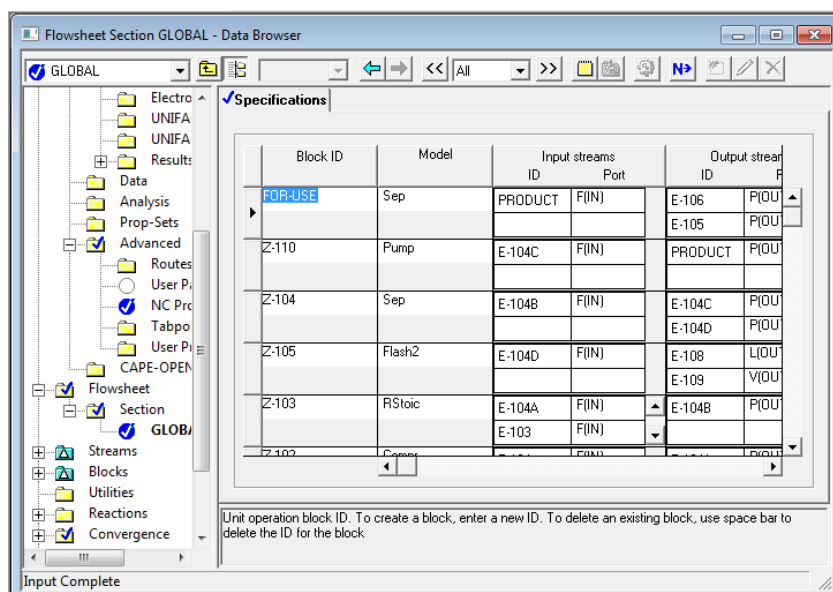 Flowsheet Section GLOBAL - Data Browser
GLOBAL
<<
All
>>
N
Electro
UNIFA
UNIFA
Results
Data
Analysis
Prop-Sets
Advanced
Routes
User Pa
NC Pro
Tabpo
User Pr
CAPE-OPEN
Flowsheet
Section
GLOBA
Streams
Blocks
Utilities
Reactions
Convergence
Specifications
Block ID Model Input streams Output strear
ID Port ID F
FOR-USE Sep PRODUCT F(IN) E-106 P(OU
E-105 P(OU
Z-110 Pump E-104C F(IN) PRODUCT P(OU
Z-104 Sep E-104B F(IN) E-104C P(OU
E-104D P(OU
Z-105 Flash2 E-104D F(IN) E-108 L(OU
E-109 V(OU
Z-103 RStoic E-104A F(IN) E-104B P(OU
E-103 F(IN)
Z-102 Compr
Unit operation block ID. To create a block, enter a new ID. To delete an existing block, use space bar to
delete the ID for the block
Input Complete